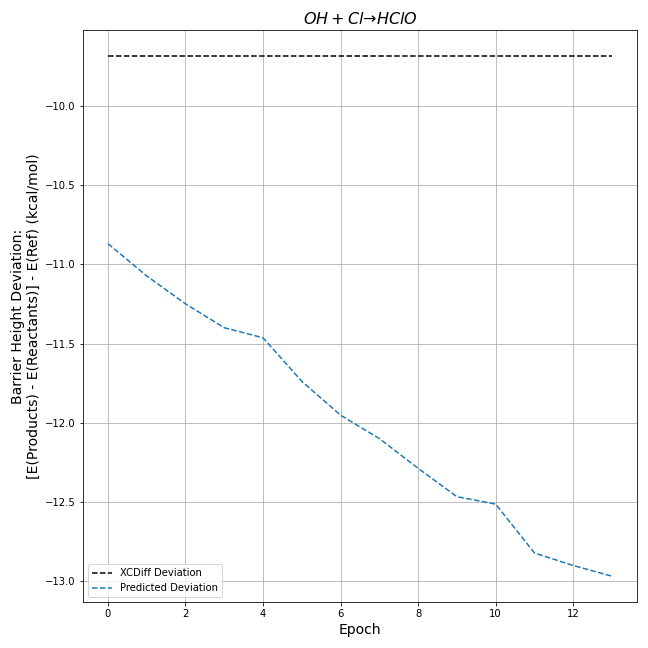 OH + Cl→HClO
Barrier Height Deviation:
[E(Products) - E(Reactants)] - E(Ref) (kcal/mol)
−10.0
−10.5
−11.0
−11.5
−12.0
−12.5
−13.0
XCDiff Deviation
Predicted Deviation
0
2
4
6
8
10
12
Epoch